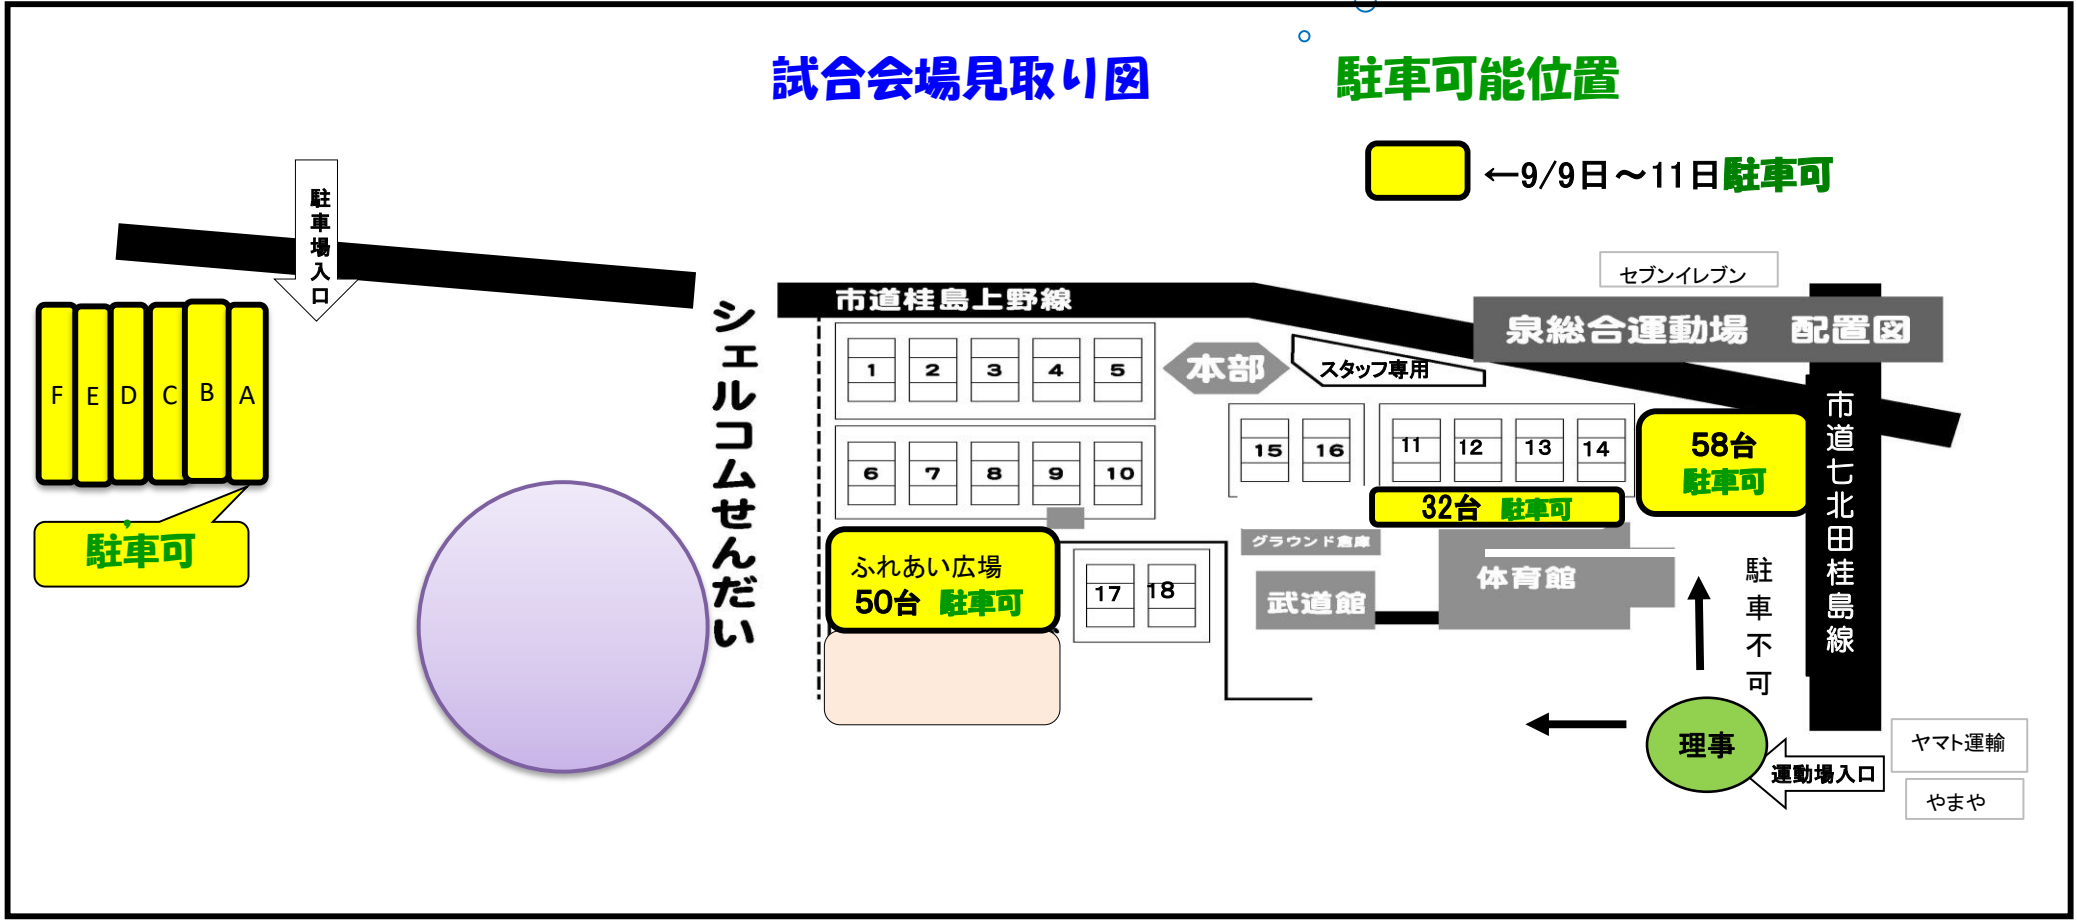 試合会場見取り図 駐車可能位置
←9/9日～11日駐車可
駐車場入口
セブンイレブン
市道桂島上野線
泉総合運動場 配置図
シェルコムせんだい
1 2 3 4 5
本部
スタッフ専用
F E D C B A
市道七北田桂島線
58台
駐車可
15 16 11 12 13 14
6 7 8 9 10
32台 駐車可
駐車可
グラウンド倉庫
ふれあい広場
50台 駐車可
17 18
武道館
体育館
駐車不可
理事
運動場入口
ヤマト運輸
やまや